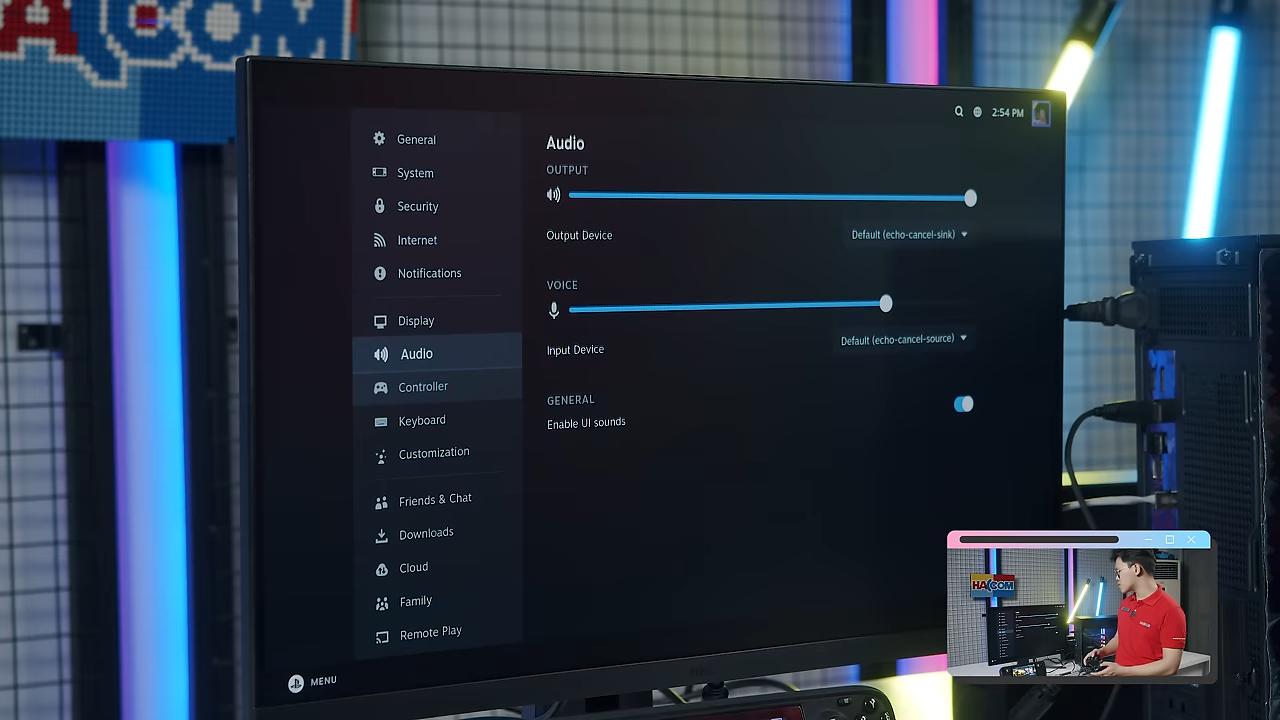 ACOM
2:54 PM
General
System
Security
Internet
Notifications
Display
Audio
Controller
Keyboard
Customization
Friends & Chat
Downloads
Cloud
Family
Remote Play
Audio
OUTPUT
Output Device
Default (echo-cancel-sink)
VOICE
Input Device
Default (echo-cancel-source)
GENERAL
Enable UI sounds
MENU
HACOM